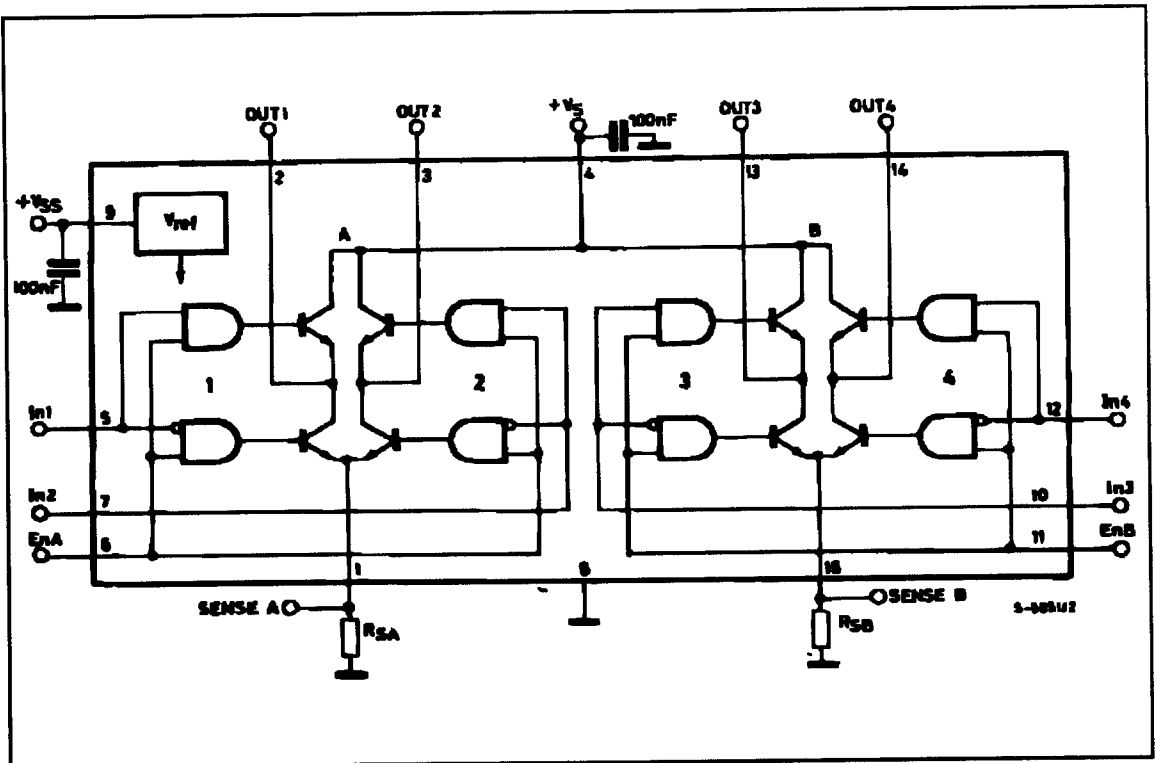 OUT1
OUT2
+VS
100nF
OUT3
OUT4
2
3
4
13
14
+VSS
9
Vref
100nF
A
B
1
2
3
4
In1
5
12
In4
In2
7
10
In3
EnA
6
11
EnB
1
8
15
SENSE A
RSA
SENSE B
RSB